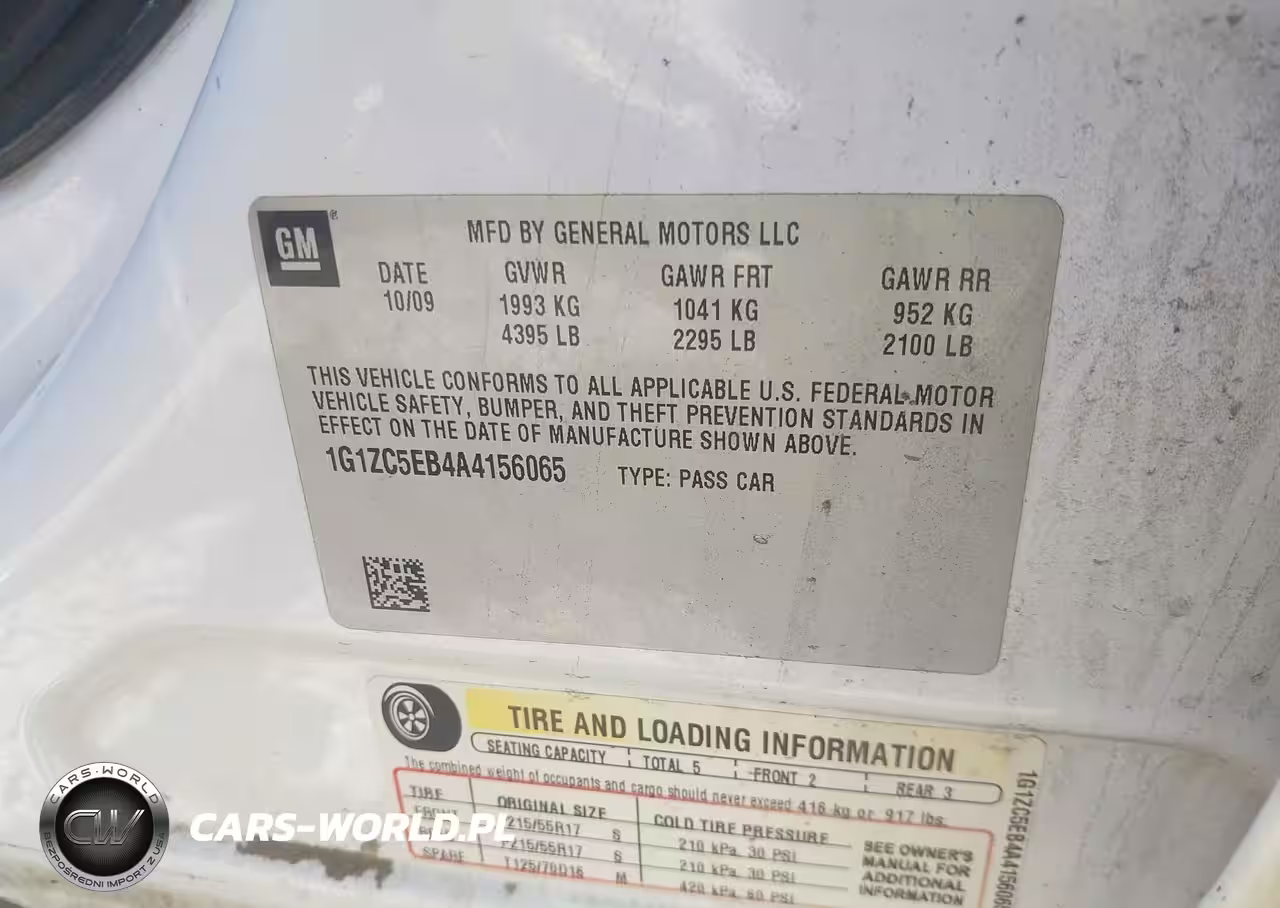 GM®
MFD BY GENERAL MOTORS LLC
DATE GVWR GAWR FRT GAWR RR
10/09 1993 KG 1041 KG 952 KG
4395 LB 2295 LB 2100 LB
THIS VEHICLE CONFORMS TO ALL APPLICABLE U.S. FEDERAL MOTOR
VEHICLE SAFETY, BUMPER, AND THEFT PREVENTION STANDARDS IN
EFFECT ON THE DATE OF MANUFACTURE SHOWN ABOVE.
1G1ZC5EB4A4156065 TYPE: PASS CAR
TIRE AND LOADING INFORMATION
SEATING CAPACITY TOTAL 5 FRONT 2 REAR 3
The combined weight of occupants and cargo should never exceed 416 kg or 917 lbs.
TIRE ORIGINAL SIZE COLD TIRE PRESSURE
FRONT P215/55R17 S 210 kPa, 30 PSI
P215/55R17 S 210 kPa, 30 PSI
SPARE T125/70D16 M 420 kPa, 60 PSI
SEE OWNER'S
MANUAL FOR
ADDITIONAL
INFORMATION
1G1ZC5EB4A4156065
CARS-WORLD
CW
BEZPOŚREDNI IMPORT Z USA
CARS-WORLD.PL